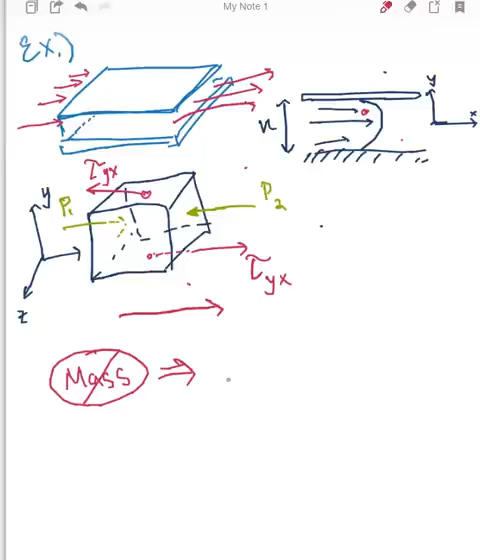 My Note 1
Ex.)
y
x
h
τyx
y
P1
P2
τyx
z
Mass ⇒